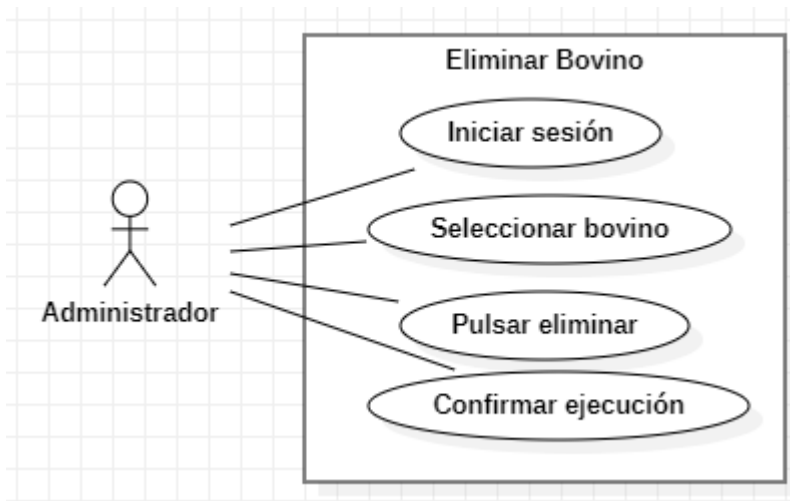 Eliminar Bovino
Iniciar sesión
Seleccionar bovino
Administrador
Pulsar eliminar
Confirmar ejecución